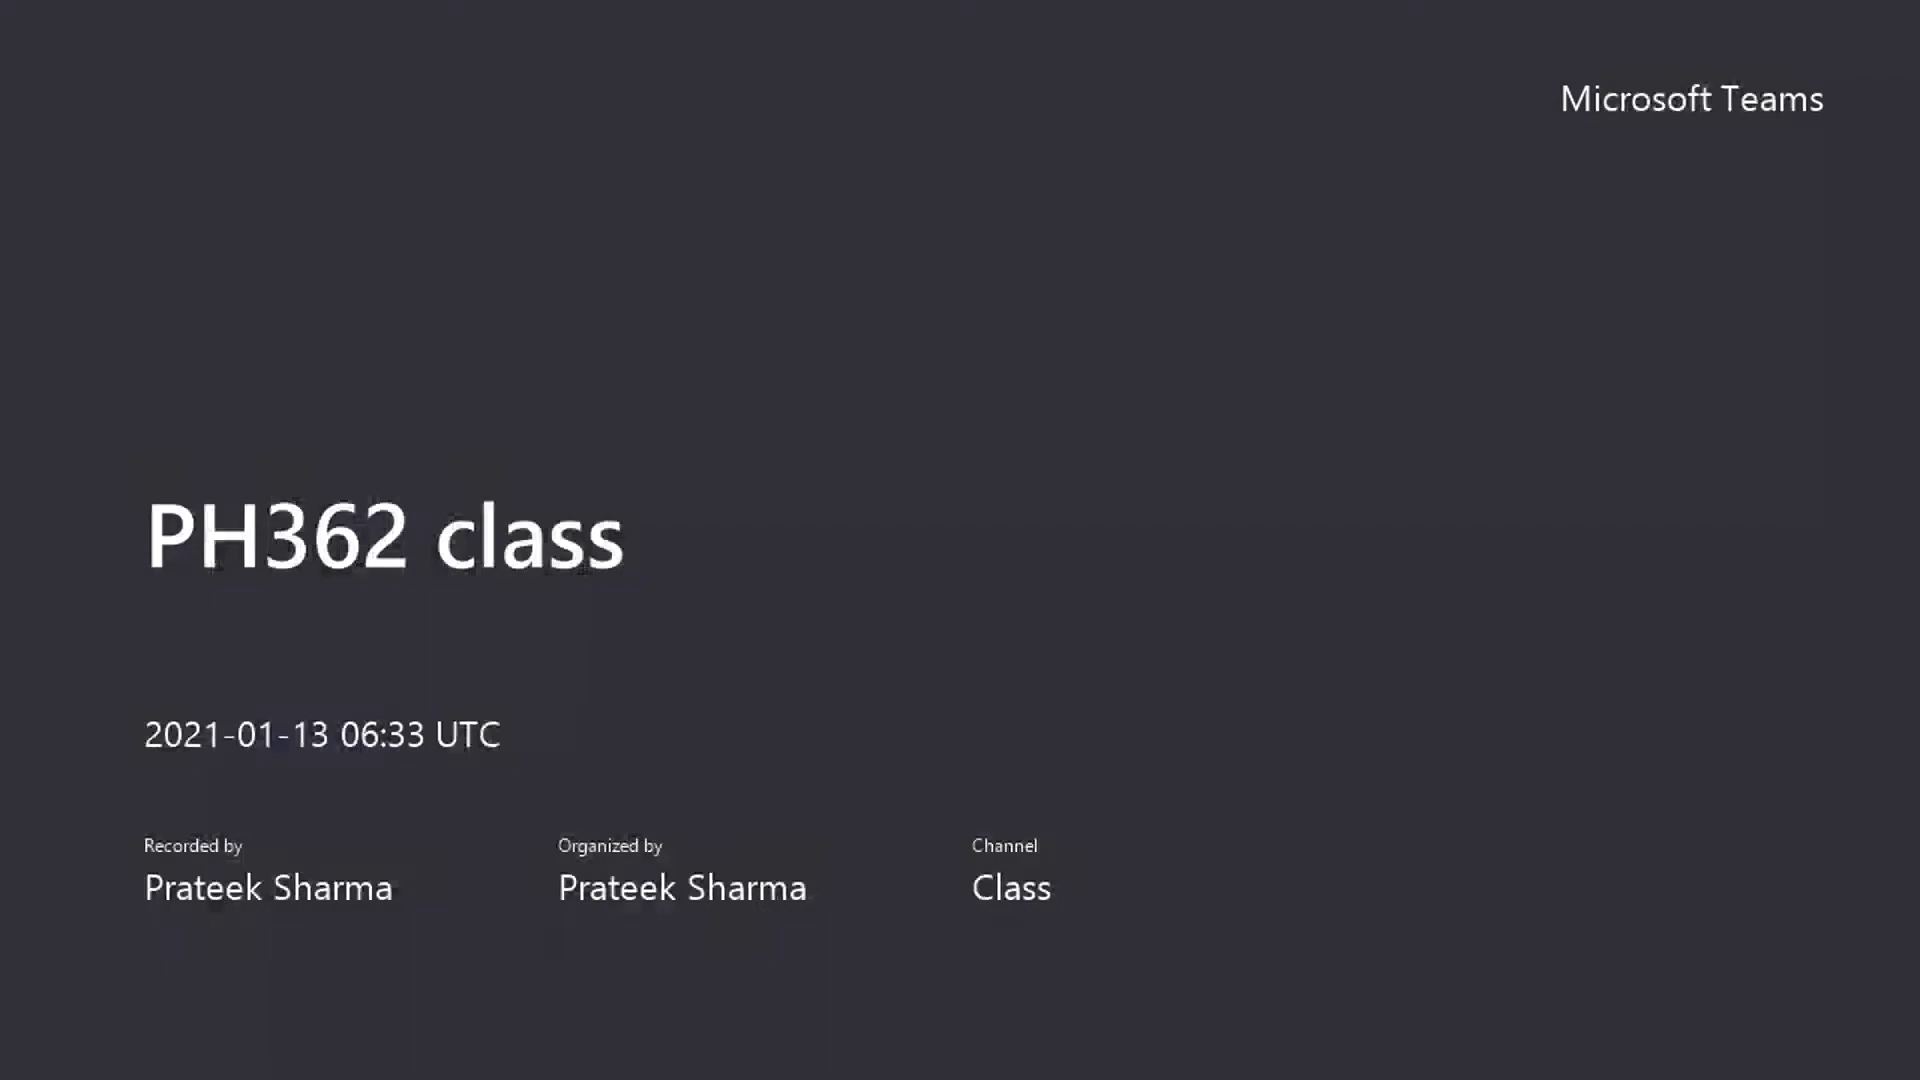 Microsoft Teams
PH362 class
2021-01-13 06:33 UTC
Recorded by
Prateek Sharma
Organized by
Prateek Sharma
Channel
Class